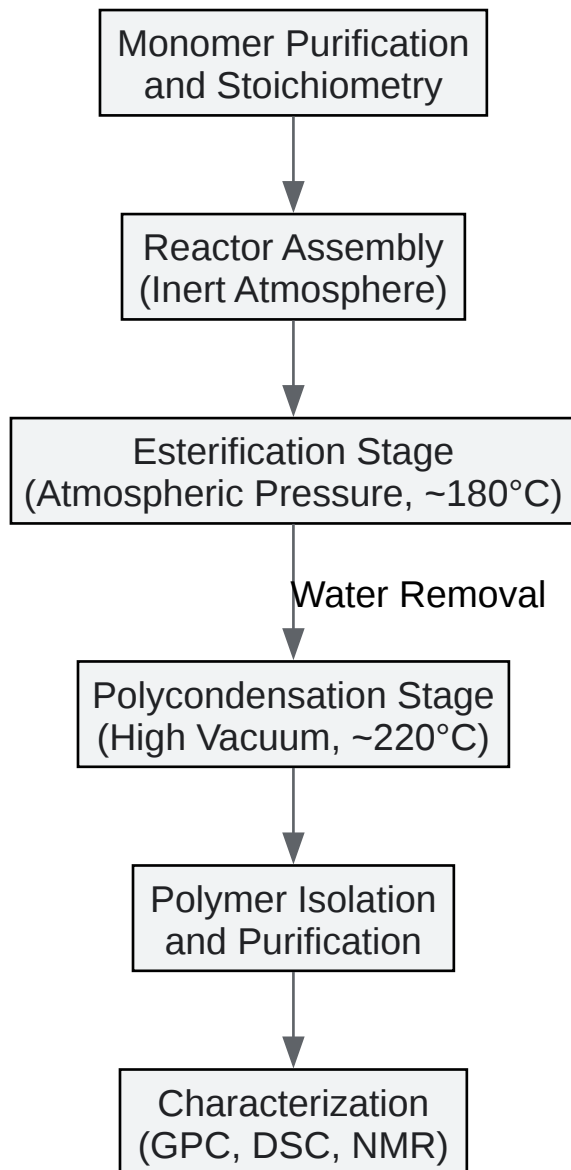 Monomer Purification
and Stoichiometry
Reactor Assembly
(Inert Atmosphere)
Esterification Stage
(Atmospheric Pressure, ~180°C)
Water Removal
Polycondensation Stage
(High Vacuum, ~220°C)
Polymer Isolation
and Purification
Characterization
(GPC, DSC, NMR)